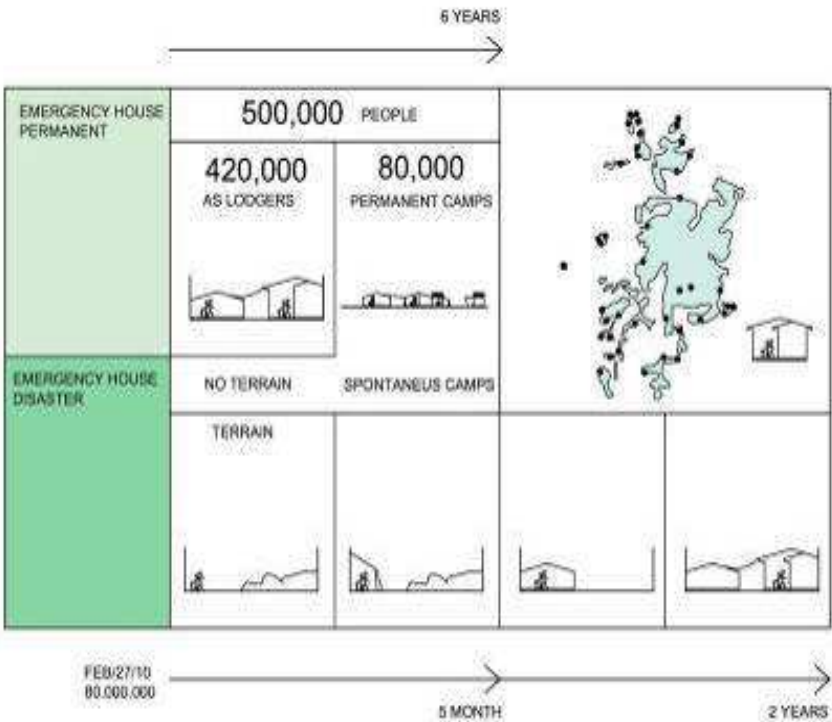 6 YEARS
EMERGENCY HOUSE
PERMANENT
500,000 PEOPLE
420,000
AS LODGERS
80,000
PERMANENT CAMPS
EMERGENCY HOUSE
DISASTER
NO TERRAIN
SPONTANEUS CAMPS
TERRAIN
FEB/27/10
80.000.000
5 MONTH
2 YEARS